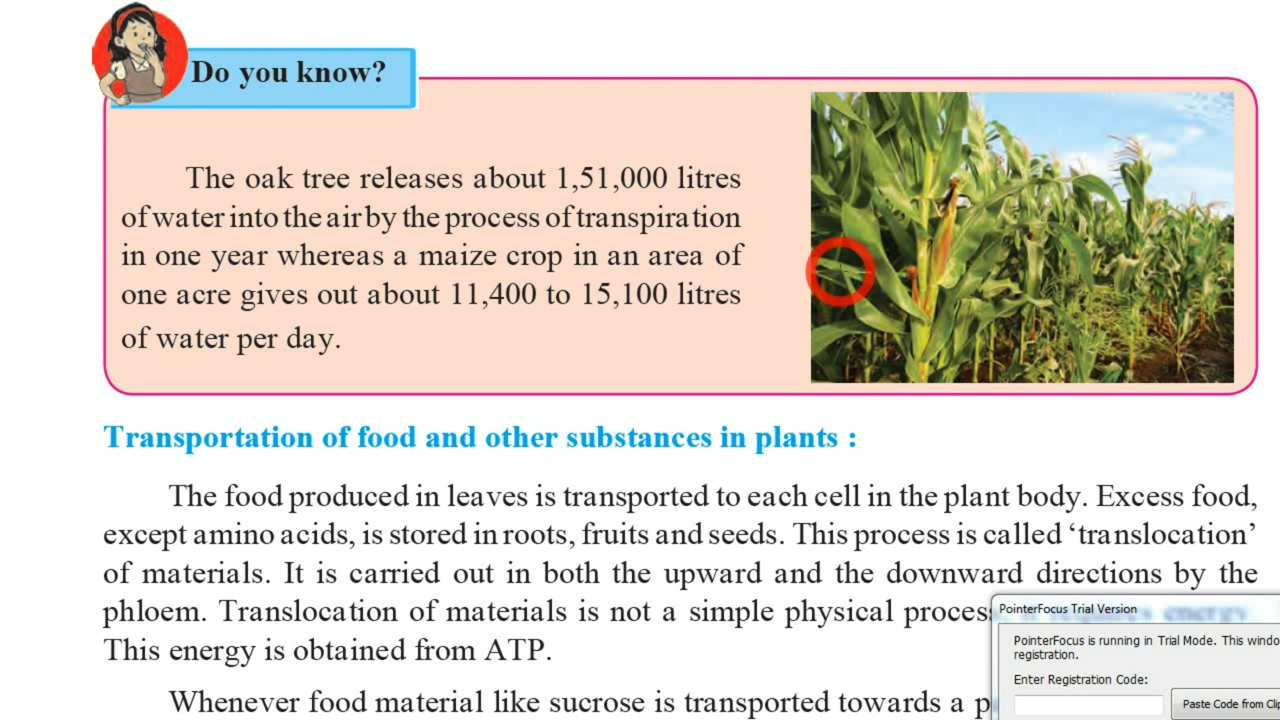 Do you know?
The oak tree releases about 1,51,000 litres
of water into the air by the process of transpiration
in one year whereas a maize crop in an area of
one acre gives out about 11,400 to 15,100 litres
of water per day.
Transportation of food and other substances in plants :
The food produced in leaves is transported to each cell in the plant body. Excess food,
except amino acids, is stored in roots, fruits and seeds. This process is called ‘translocation’
of materials. It is carried out in both the upward and the downward directions by the
phloem. Translocation of materials is not a simple physical process, it requires energy.
This energy is obtained from ATP.
Whenever food material like sucrose is transported towards a
PointerFocus Trial Version
PointerFocus is running in Trial Mode. This
registration.
Enter Registration Code:
Paste Code from